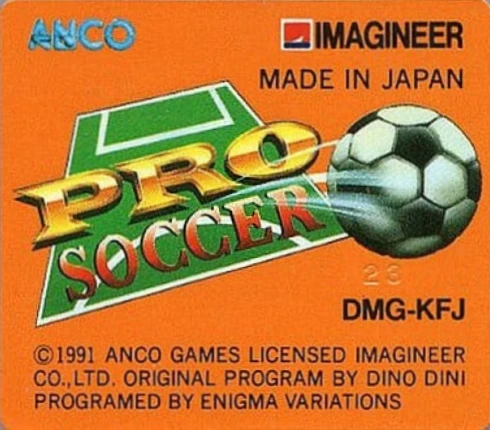 ANCO
IMAGINEER
MADE IN JAPAN
PRO
SOCCER
23
DMG-KFJ
©1991 ANCO GAMES LICENSED IMAGINEER
CO.,LTD. ORIGINAL PROGRAM BY DINO DINI
PROGRAMED BY ENIGMA VARIATIONS